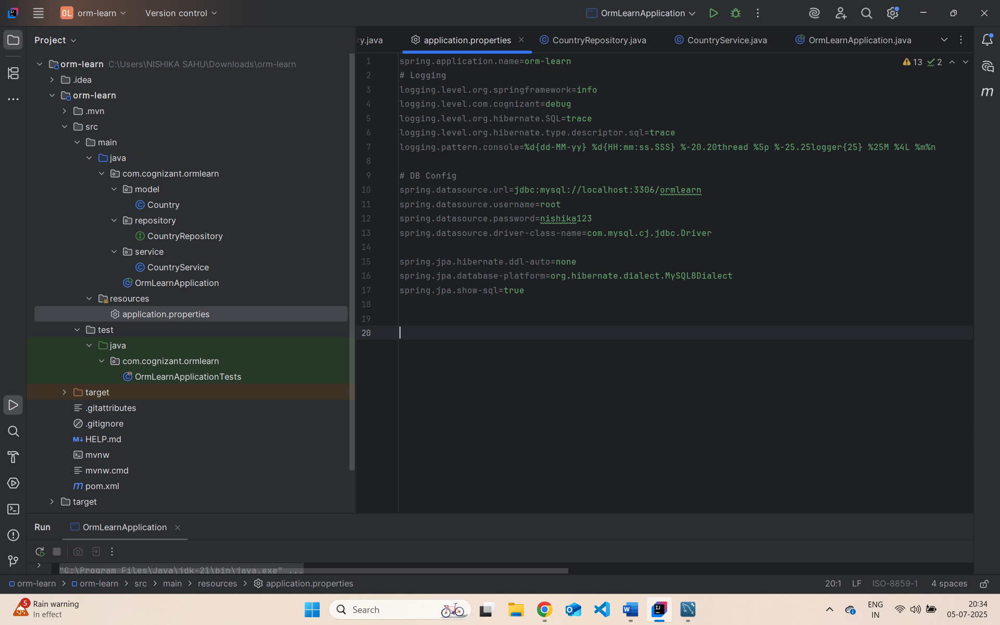 OL orm-learn Version control OrmLearnApplication
Project
ry.java application.properties CountryRepository.java CountryService.java OrmLearnApplication.java
orm-learn C:\Users\NISHIKA SAHU\Downloads\orm-learn
.idea
orm-learn
.mvn
src
main
java
com.cognizant.ormlearn
model
Country
repository
CountryRepository
service
CountryService
OrmLearnApplication
resources
application.properties
test
java
com.cognizant.ormlearn
OrmLearnApplicationTests
target
.gitattributes
.gitignore
HELP.md
mvnw
mvnw.cmd
pom.xml
target
13 2
1 spring.application.name=orm-learn
2 # Logging
3 logging.level.org.springframework=info
4 logging.level.com.cognizant=debug
5 logging.level.org.hibernate.SQL=trace
6 logging.level.org.hibernate.type.descriptor.sql=trace
7 logging.pattern.console=%d{dd-MM-yy} %d{HH:mm:ss.SSS} %-20.20thread %5p %-25.25logger{25} %25M %4L %m%n
8
9 # DB Config
10 spring.datasource.url=jdbc:mysql://localhost:3306/ormlearn
11 spring.datasource.username=root
12 spring.datasource.password=nishika123
13 spring.datasource.driver-class-name=com.mysql.cj.jdbc.Driver
14
15 spring.jpa.hibernate.ddl-auto=none
16 spring.jpa.database-platform=org.hibernate.dialect.MySQL8Dialect
17 spring.jpa.show-sql=true
18
19
20
Run OrmLearnApplication
"C:\Program Files\Java\jdk-21\bin\java.exe" ...
orm-learn > orm-learn > src > main > resources > application.properties 20:1 LF ISO-8859-1 4 spaces
5 Rain warning
In effect
Search
ENG
IN
20:34
05-07-2025